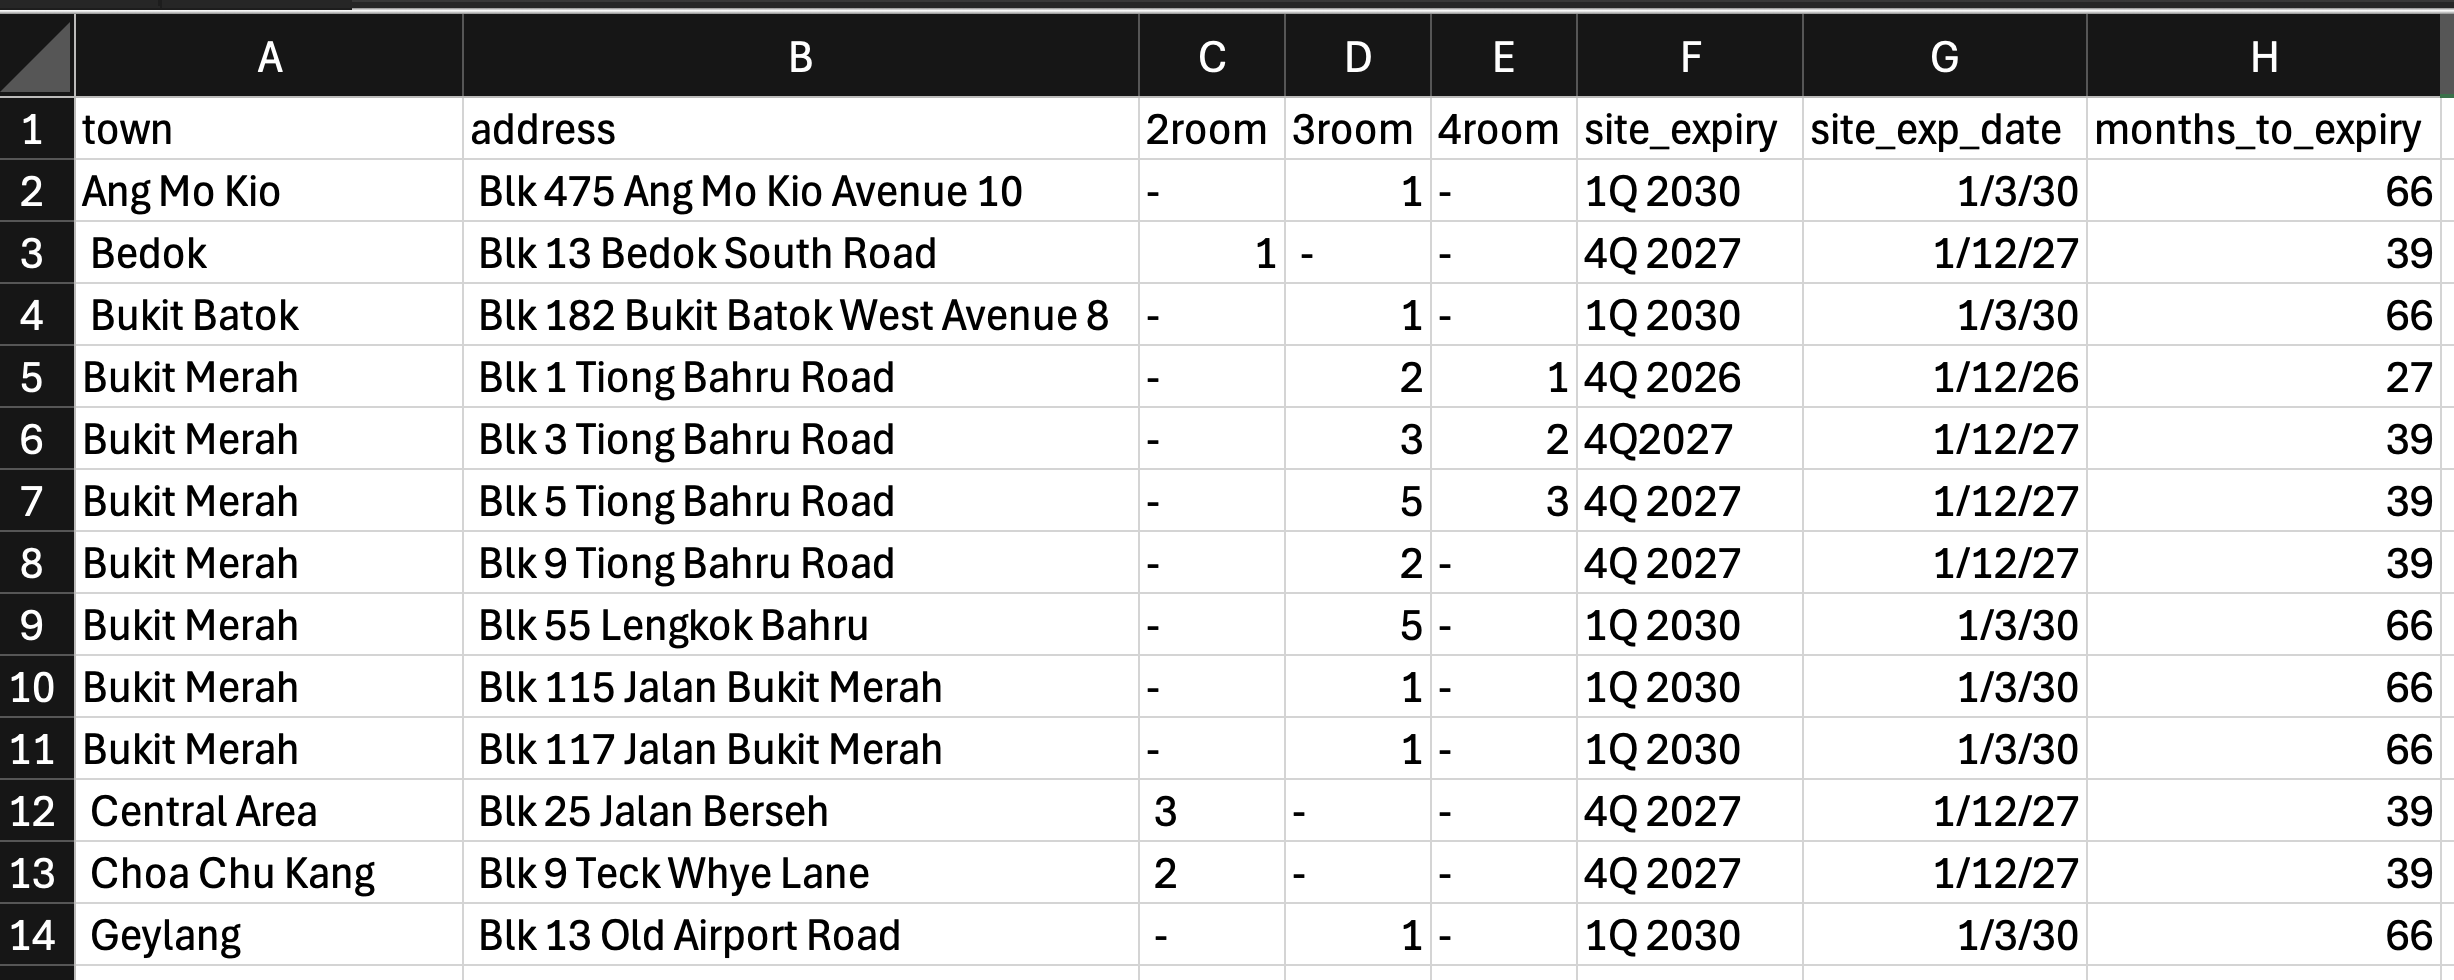 A B C D E F G H
1 town address 2room 3room 4room site_expiry site_exp_date months_to_expiry
2 Ang Mo Kio Blk 475 Ang Mo Kio Avenue 10 - 1 - 1Q 2030 1/3/30 66
3 Bedok Blk 13 Bedok South Road 1 - - 4Q 2027 1/12/27 39
4 Bukit Batok Blk 182 Bukit Batok West Avenue 8 - 1 - 1Q 2030 1/3/30 66
5 Bukit Merah Blk 1 Tiong Bahru Road - 2 1 4Q 2026 1/12/26 27
6 Bukit Merah Blk 3 Tiong Bahru Road - 3 2 4Q2027 1/12/27 39
7 Bukit Merah Blk 5 Tiong Bahru Road - 5 3 4Q 2027 1/12/27 39
8 Bukit Merah Blk 9 Tiong Bahru Road - 2 - 4Q 2027 1/12/27 39
9 Bukit Merah Blk 55 Lengkok Bahru - 5 - 1Q 2030 1/3/30 66
10 Bukit Merah Blk 115 Jalan Bukit Merah - 1 - 1Q 2030 1/3/30 66
11 Bukit Merah Blk 117 Jalan Bukit Merah - 1 - 1Q 2030 1/3/30 66
12 Central Area Blk 25 Jalan Berseh 3 - - 4Q 2027 1/12/27 39
13 Choa Chu Kang Blk 9 Teck Whye Lane 2 - - 4Q 2027 1/12/27 39
14 Geylang Blk 13 Old Airport Road - 1 - 1Q 2030 1/3/30 66